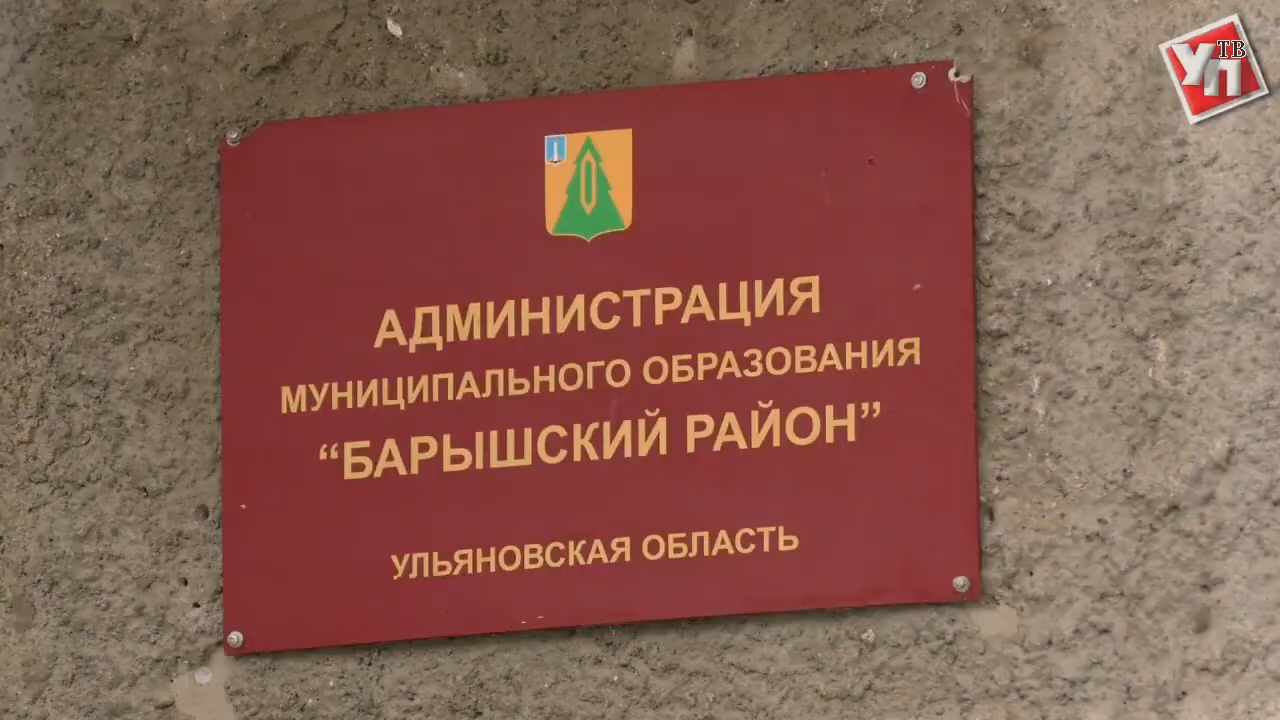 УП
ТВ
АДМИНИСТРАЦИЯ
МУНИЦИПАЛЬНОГО ОБРАЗОВАНИЯ
“БАРЫШСКИЙ РАЙОН”
УЛЬЯНОВСКАЯ ОБЛАСТЬ